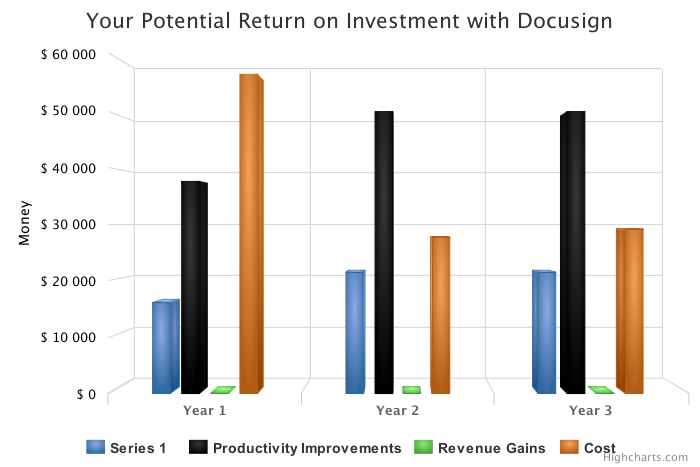 Your Potential Return on Investment with Docusign
$ 60 000
$ 50 000
$ 40 000
$ 30 000
$ 20 000
$ 10 000
$ 0
Money
Year 1 Year 2 Year 3
Series 1 Productivity Improvements Revenue Gains Cost
Highcharts.com